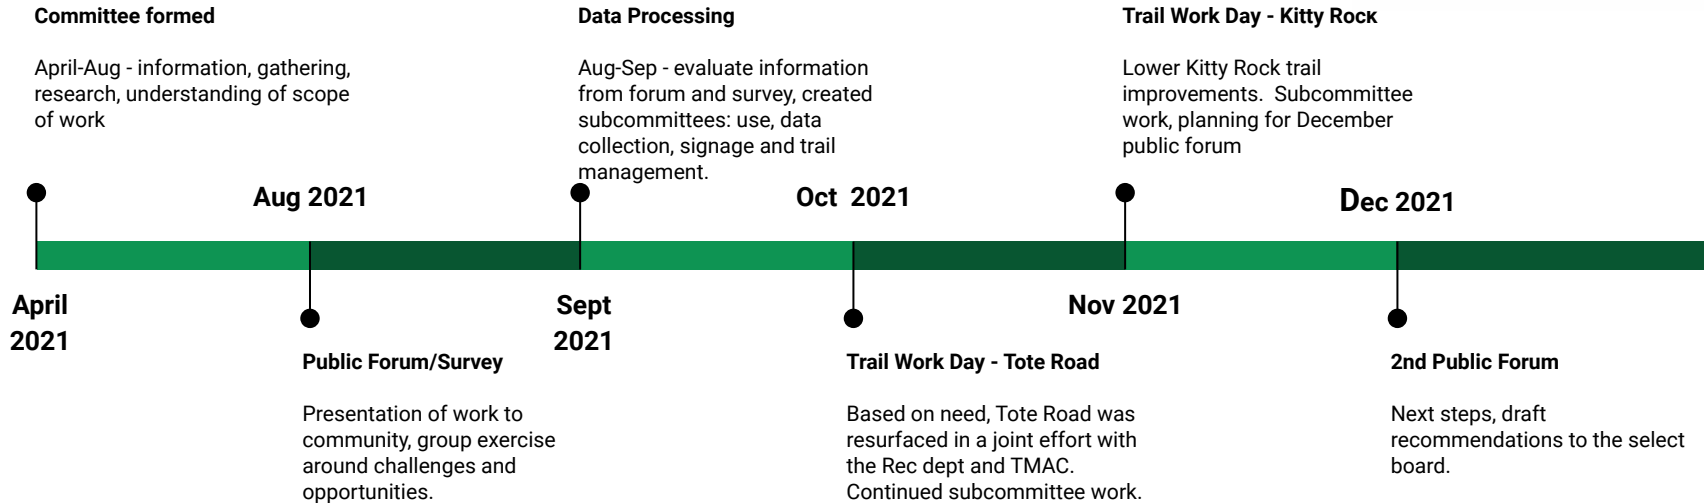 Committee formed
April-Aug - information, gathering,
research, understanding of scope
of work
April
2021
Aug 2021
Public Forum/Survey
Presentation of work to
community, group exercise
around challenges and
opportunities.
Data Processing
Aug-Sep - evaluate information
from forum and survey, created
subcommittees: use, data
collection, signage and trail
management.
Sept
2021
Oct 2021
Trail Work Day - Tote Road
Based on need, Tote Road was
resurfaced in a joint effort with
the Rec dept and TMAC.
Continued subcommittee work.
Trail Work Day - Kitty Rock
Lower Kitty Rock trail
improvements. Subcommittee
work, planning for December
public forum
Nov 2021
Dec 2021
2nd Public Forum
Next steps, draft
recommendations to the select
board.